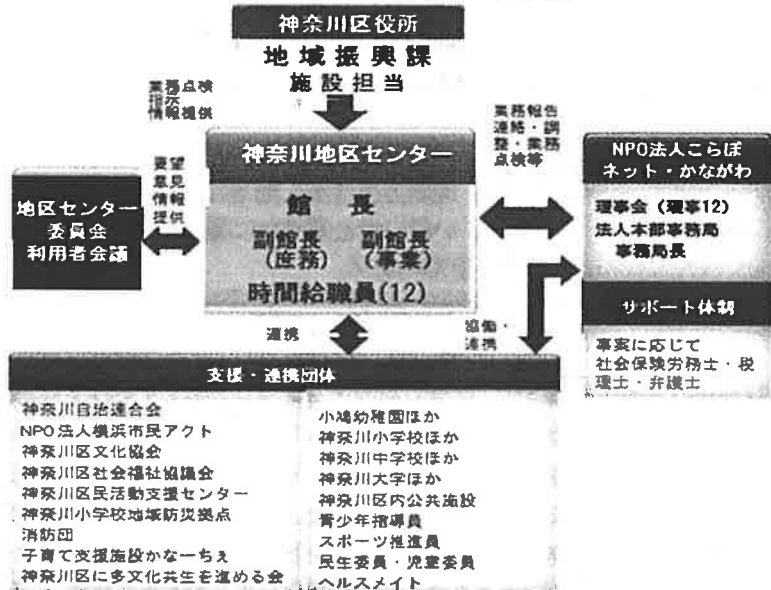 神奈川区役所
地域振興課
施設担当
業務点検
指示
情報提供
神奈川地区センター
館 長
副館長 副館長
(庶務) (事業)
時間給職員(12)
要望
意見
情報
提供
地区センター
委員会
利用者会議
業務報告
連絡・調
整・業務
点検等
NPO法人こらぼ
ネット・かながわ
理事会(理事12)
法人本部事務局
事務局長
サポート体制
事案に応じて
社会保険労務士・税
理士・弁護士
連携
協働・
連携
支援・連携団体
神奈川自治連合会
NPO法人横浜市民アクト
神奈川区文化協会
神奈川区社会福祉協議会
神奈川区民活動支援センター
神奈川小学校地域防災拠点
消防団
子育て支援施設かなーちえ
神奈川区に多文化共生を進める会
小鳩幼稚園ほか
神奈川小学校ほか
神奈川中学校ほか
神奈川大学ほか
神奈川区内公共施設
青少年指導員
スポーツ推進員
民生委員・児童委員
ヘルスメイト